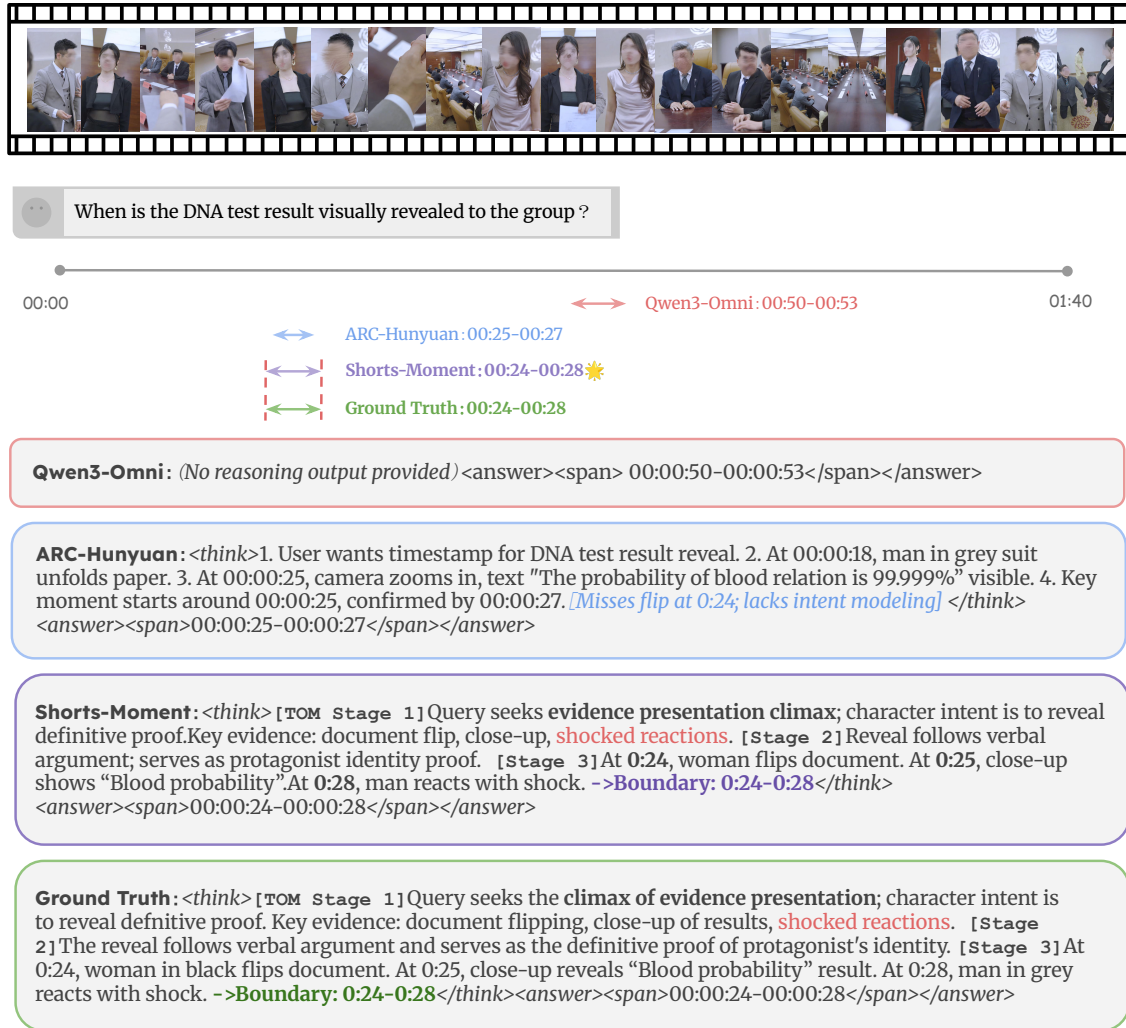 When is the DNA test result visually revealed to the group ?
00:00
01:40
Qwen3-Omni: 00:50-00:53
ARC-Hunyuan: 00:25-00:27
Shorts-Moment: 00:24-00:28🌟
Ground Truth: 00:24-00:28
Qwen3-Omni: (No reasoning output provided) <answer><span> 00:00:50-00:00:53</span></answer>
ARC-Hunyuan: <think>1. User wants timestamp for DNA test result reveal. 2. At 00:00:18, man in grey suit
unfolds paper. 3. At 00:00:25, camera zooms in, text "The probability of blood relation is 99.999%” visible. 4. Key
moment starts around 00:00:25, confirmed by 00:00:27. [Misses flip at 0:24; lacks intent modeling] </think>
<answer><span>00:00:25-00:00:27</span></answer>
Shorts-Moment: <think>[TOM Stage 1]Query seeks evidence presentation climax; character intent is to reveal
definitive proof.Key evidence: document flip, close-up, shocked reactions. [Stage 2]Reveal follows verbal
argument; serves as protagonist identity proof. [Stage 3]At 0:24, woman flips document. At 0:25, close-up
shows “Blood probability”.At 0:28, man reacts with shock. ->Boundary: 0:24-0:28</think>
<answer><span>00:00:24-00:00:28</span></answer>
Ground Truth: <think>[TOM Stage 1]Query seeks the climax of evidence presentation; character intent is
to reveal defnitive proof. Key evidence: document flipping, close-up of results, shocked reactions. [Stage
2]The reveal follows verbal argument and serves as the definitive proof of protagonist's identity. [Stage 3]At
0:24, woman in black flips document. At 0:25, close-up reveals “Blood probability” result. At 0:28, man in grey
reacts with shock. ->Boundary: 0:24-0:28</think><answer><span>00:00:24-00:00:28</span></answer>